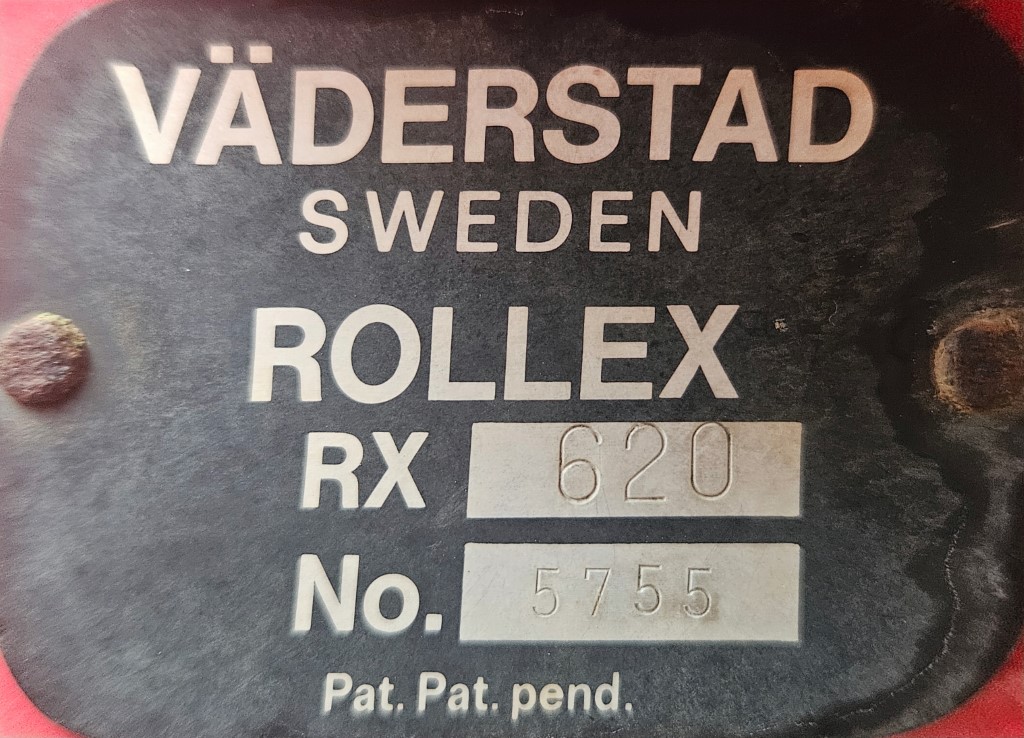 VÄDERSTAD
SWEDEN
ROLLEX
RX 620
No. 5755
Pat. Pat. pend.